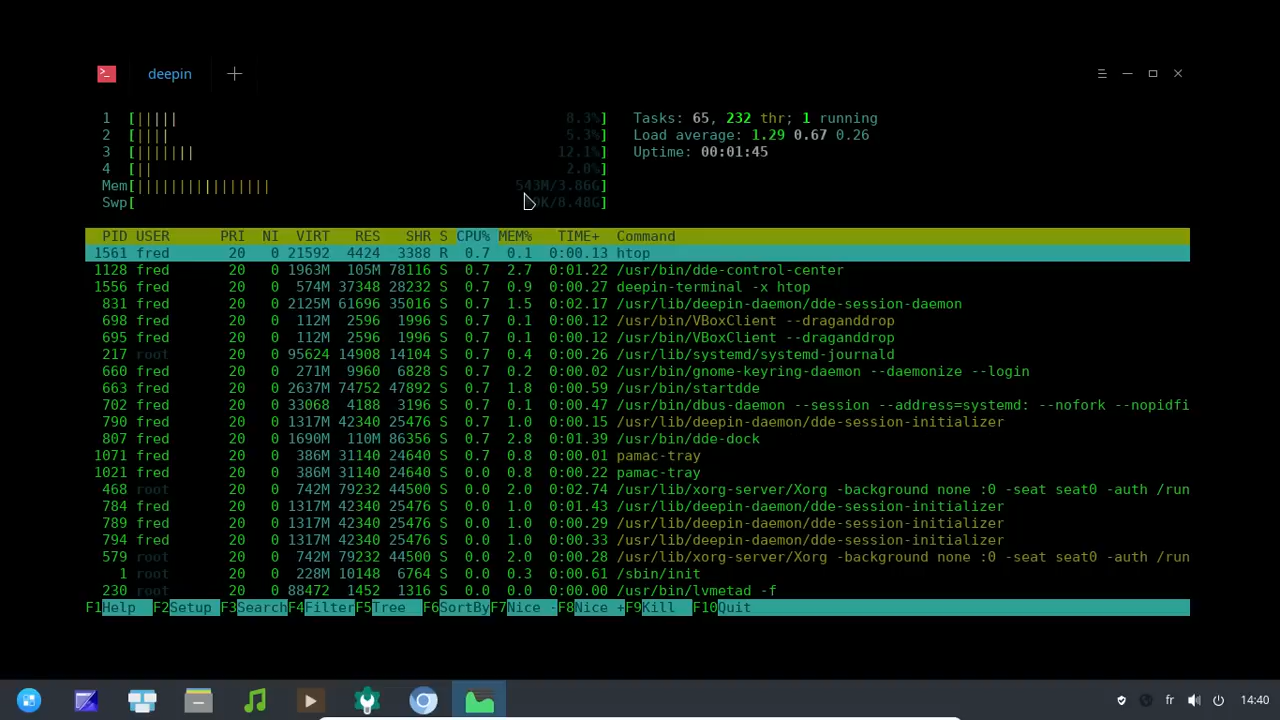 deepin
1 [||||| 8.3%] Tasks: 65, 232 thr; 1 running
2 [|||| 5.3%] Load average: 1.29 0.67 0.26
3 [||||||| 12.1%] Uptime: 00:01:45
4 [|| 2.0%]
Mem[|||||||||||||||| 543M/3.86G]
Swp[ 0K/8.48G]
PID USER PRI NI VIRT RES SHR S CPU% MEM% TIME+ Command
1561 fred 20 0 21592 4424 3388 R 0.7 0.1 0:00.13 htop
1128 fred 20 0 1963M 105M 78116 S 0.7 2.7 0:01.22 /usr/bin/dde-control-center
1556 fred 20 0 574M 37348 28232 S 0.7 0.9 0:00.27 deepin-terminal -x htop
831 fred 20 0 2125M 61696 35016 S 0.7 1.5 0:02.17 /usr/lib/deepin-daemon/dde-session-daemon
698 fred 20 0 112M 2596 1996 S 0.7 0.1 0:00.12 /usr/bin/VBoxClient --draganddrop
695 fred 20 0 112M 2596 1996 S 0.7 0.1 0:00.12 /usr/bin/VBoxClient --draganddrop
217 root 20 0 95624 14908 14104 S 0.7 0.4 0:00.26 /usr/lib/systemd/systemd-journald
660 fred 20 0 271M 9960 6828 S 0.7 0.2 0:00.02 /usr/bin/gnome-keyring-daemon --daemonize --login
663 fred 20 0 2637M 74752 47892 S 0.7 1.8 0:00.59 /usr/bin/startdde
702 fred 20 0 33068 4188 3196 S 0.7 0.1 0:00.47 /usr/bin/dbus-daemon --session --address=systemd: --nofork --nopidfi
790 fred 20 0 1317M 42340 25476 S 0.7 1.0 0:00.15 /usr/lib/deepin-daemon/dde-session-initializer
807 fred 20 0 1690M 110M 86356 S 0.7 2.8 0:01.39 /usr/bin/dde-dock
1071 fred 20 0 386M 31140 24640 S 0.7 0.8 0:00.01 pamac-tray
1021 fred 20 0 386M 31140 24640 S 0.0 0.8 0:00.22 pamac-tray
468 root 20 0 742M 79232 44500 S 0.0 2.0 0:02.74 /usr/lib/xorg-server/Xorg -background none :0 -seat seat0 -auth /run
784 fred 20 0 1317M 42340 25476 S 0.0 1.0 0:01.43 /usr/lib/deepin-daemon/dde-session-initializer
789 fred 20 0 1317M 42340 25476 S 0.0 1.0 0:00.29 /usr/lib/deepin-daemon/dde-session-initializer
794 fred 20 0 1317M 42340 25476 S 0.0 1.0 0:00.33 /usr/lib/deepin-daemon/dde-session-initializer
579 root 20 0 742M 79232 44500 S 0.0 2.0 0:00.28 /usr/lib/xorg-server/Xorg -background none :0 -seat seat0 -auth /run
1 root 20 0 228M 10148 6764 S 0.0 0.3 0:00.61 /sbin/init
230 root 20 0 88472 1452 1316 S 0.0 0.0 0:00.00 /usr/bin/lvmetad -f
F1Help F2Setup F3SearchF4FilterF5Tree F6SortByF7Nice -F8Nice +F9Kill F10Quit
fr 14:40